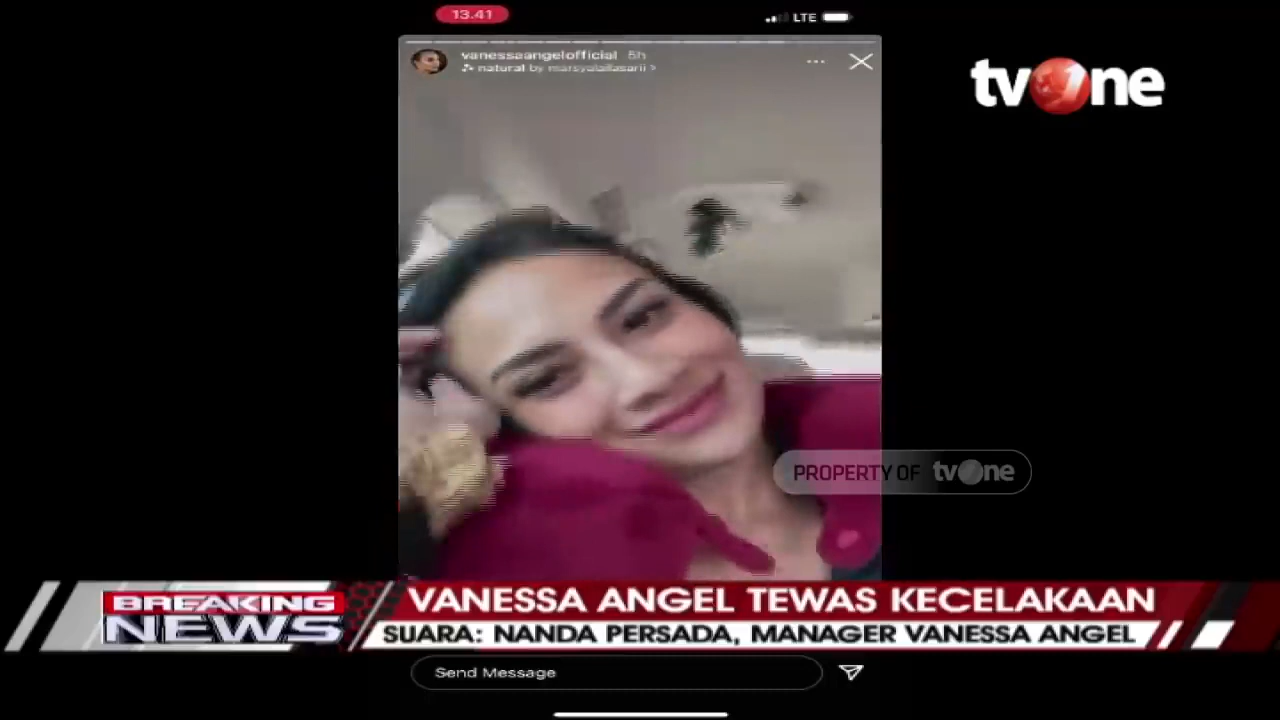 13.41
LTE
vanessaangelofficial 5h
natural by marsyalailasarii >
tvOne
PROPERTY OF tvOne
BREAKING NEWS
VANESSA ANGEL TEWAS KECELAKAAN
SUARA: NANDA PERSADA, MANAGER VANESSA ANGEL
Send Message